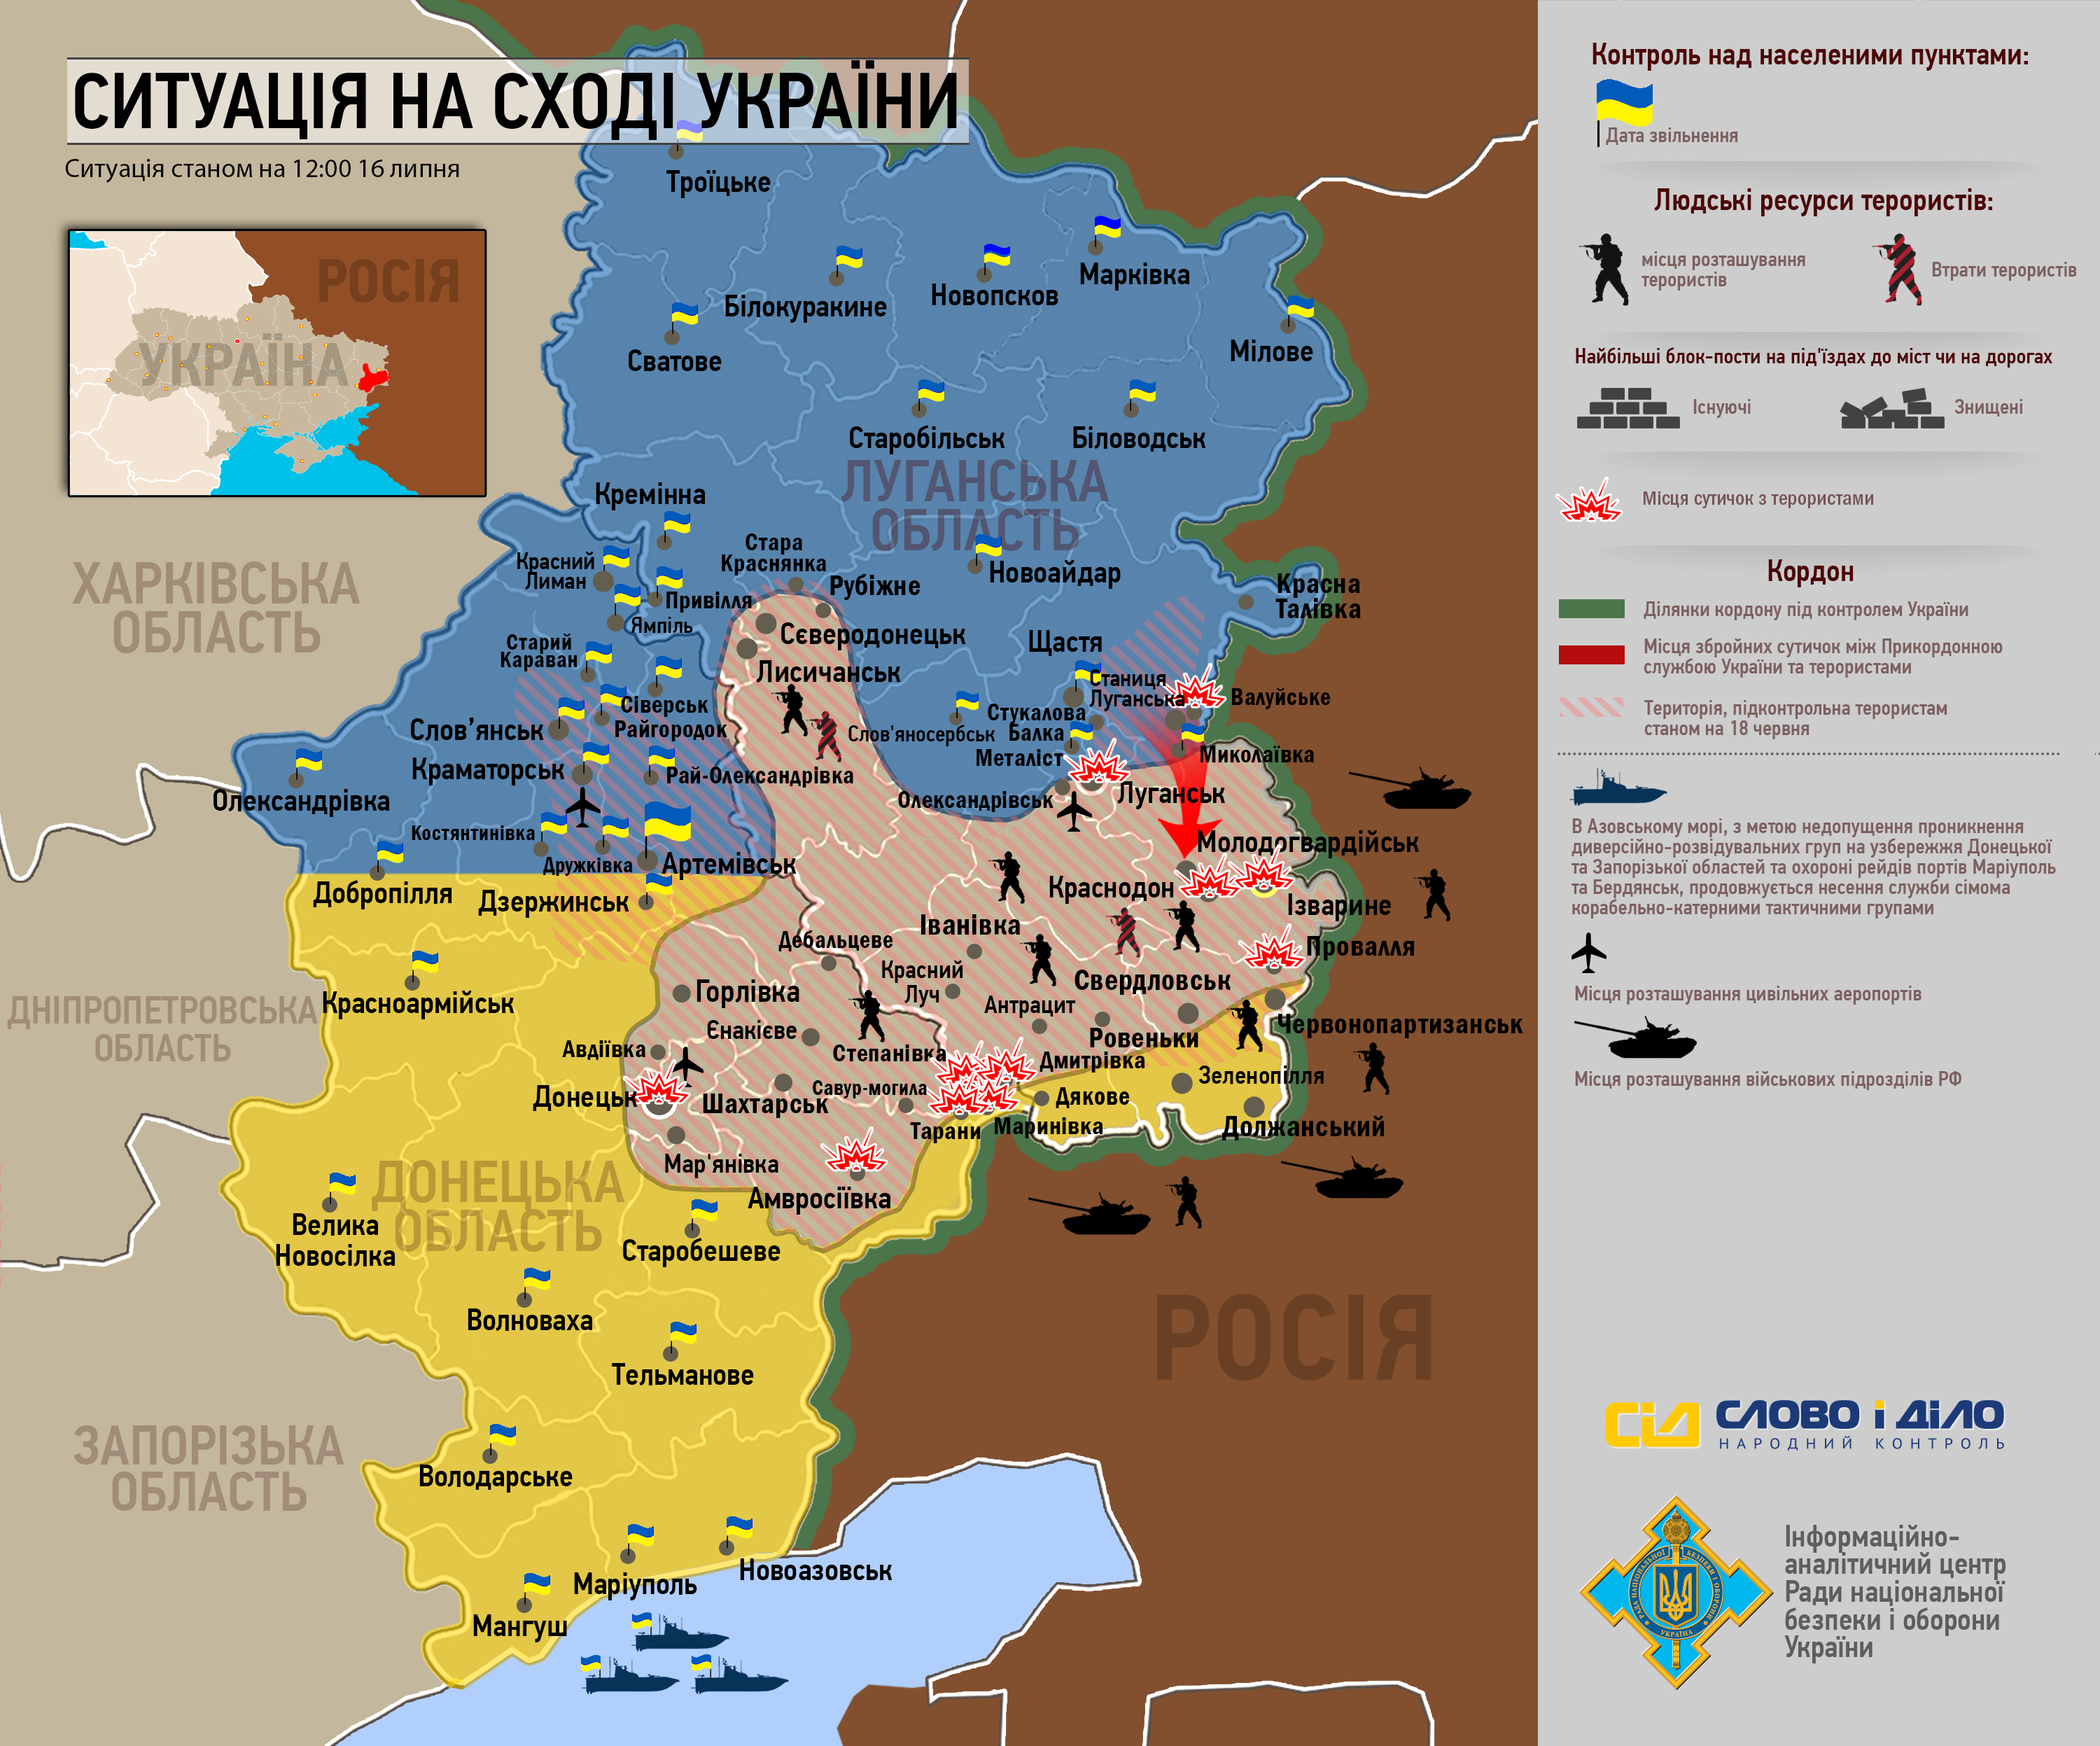 СИТУАЦІЯ НА СХОДІ УКРАЇНИ
Ситуація станом на 12:00 16 липня
РОСІЯ
УКРАЇНА
Троїцьке
Білокуракине
Новопсков
Марківка
Сватове
Мілове
Старобільськ
Біловодськ
ЛУГАНСЬКА
ОБЛАСТЬ
Кремінна
Стара
Краснянка
Красний
Лиман
Рубіжне
Новоайдар
Красна
Талівка
Привілля
Ямпіль
ХАРКІВСЬКА
ОБЛАСТЬ
Старий
Караван
Сєверодонецьк
Лисичанськ
Щастя
Станиця
Луганська
Валуйське
Сіверськ
Райгородок
Слов’янськ
Слов'яносербськ
Стукалова
Балка
Металіст
Миколаївка
Краматорськ
Рай-Олександрівка
Олександрівка
Олександрівськ
Луганськ
Костянтинівка
Дружківка
Артемівськ
Молодогвардійськ
Добропілля
Дзержинськ
Краснодон
Ізварине
Іванівка
Дебальцеве
Провалля
Красний
Луч
Свердловськ
Красноармійськ
Горлівка
Антрацит
ДНІПРОПЕТРОВСЬКА
ОБЛАСТЬ
Єнакієве
Ровеньки
Червонопартизанськ
Авдіївка
Степанівка
Дмитрівка
Зеленопілля
Донецьк
Шахтарськ
Савур-могила
Дякове
Тарани
Маринівка
Должанський
Мар'янівка
Амвросіївка
ДОНЕЦЬКА
ОБЛАСТЬ
Велика
Новосілка
Старобешеве
Волноваха
Тельманове
РОСІЯ
ЗАПОРІЗЬКА
ОБЛАСТЬ
Володарське
Маріуполь
Новоазовськ
Мангуш
Контроль над населеними пунктами:
Дата звільнення
Людські ресурси терористів:
місця розташування
терористів
Втрати терористів
Найбільші блок-пости на під'їздах до міст чи на дорогах
Існуючі
Знищені
Місця сутичок з терористами
Кордон
Ділянки кордону під контролем України
Місця збройних сутичок між Прикордонною
службою України та терористами
Територія, підконтрольна терористам
станом на 18 червня
В Азовському морі, з метою недопущення проникнення
диверсійно-розвідувальних груп на узбережжя Донецької
та Запорізької областей та охороні рейдів портів Маріуполь
та Бердянськ, продовжується несення служби сімома
корабельно-катерними тактичними групами
Місця розташування цивільних аеропортів
Місця розташування військових підрозділів РФ
СіД СЛОВО і ДіЛО
НАРОДНИЙ КОНТРОЛЬ
Інформаційно-
аналітичний центр
Ради національної
безпеки і оборони
України
РАДА НАЦІОНАЛЬНОЇ БЕЗПЕКИ І ОБОРОНИ
УКРАЇНА